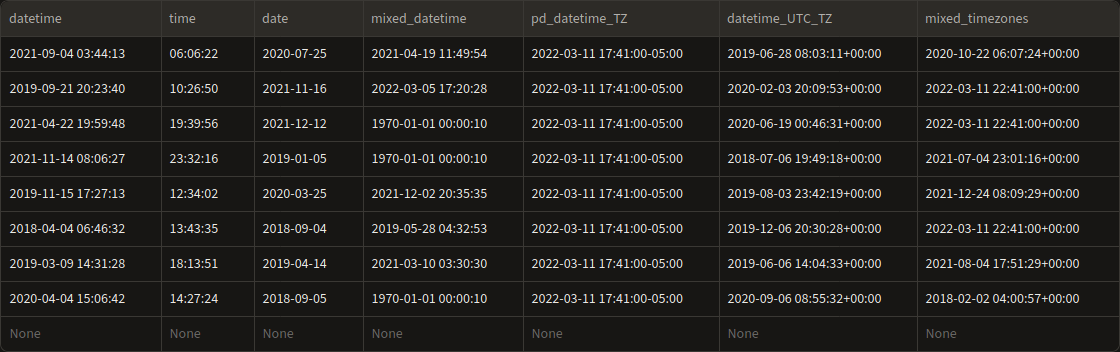 datetime time date mixed_datetime pd_datetime_TZ datetime_UTC_TZ mixed_timezones
2021-09-04 03:44:13 06:06:22 2020-07-25 2021-04-19 11:49:54 2022-03-11 17:41:00-05:00 2019-06-28 08:03:11+00:00 2020-10-22 06:07:24+00:00
2019-09-21 20:23:40 10:26:50 2021-11-16 2022-03-05 17:20:28 2022-03-11 17:41:00-05:00 2020-02-03 20:09:53+00:00 2022-03-11 22:41:00+00:00
2021-04-22 19:59:48 19:39:56 2021-12-12 1970-01-01 00:00:10 2022-03-11 17:41:00-05:00 2020-06-19 00:46:31+00:00 2022-03-11 22:41:00+00:00
2021-11-14 08:06:27 23:32:16 2019-01-05 1970-01-01 00:00:10 2022-03-11 17:41:00-05:00 2018-07-06 19:49:18+00:00 2021-07-04 23:01:16+00:00
2019-11-15 17:27:13 12:34:02 2020-03-25 2021-12-02 20:35:35 2022-03-11 17:41:00-05:00 2019-08-03 23:42:19+00:00 2021-12-24 08:09:29+00:00
2018-04-04 06:46:32 13:43:35 2018-09-04 2019-05-28 04:32:53 2022-03-11 17:41:00-05:00 2019-12-06 20:30:28+00:00 2022-03-11 22:41:00+00:00
2019-03-09 14:31:28 18:13:51 2019-04-14 2021-03-10 03:30:30 2022-03-11 17:41:00-05:00 2019-06-06 14:04:33+00:00 2021-08-04 17:51:29+00:00
2020-04-04 15:06:42 14:27:24 2018-09-05 1970-01-01 00:00:10 2022-03-11 17:41:00-05:00 2020-09-06 08:55:32+00:00 2018-02-02 04:00:57+00:00
None None None None None None None